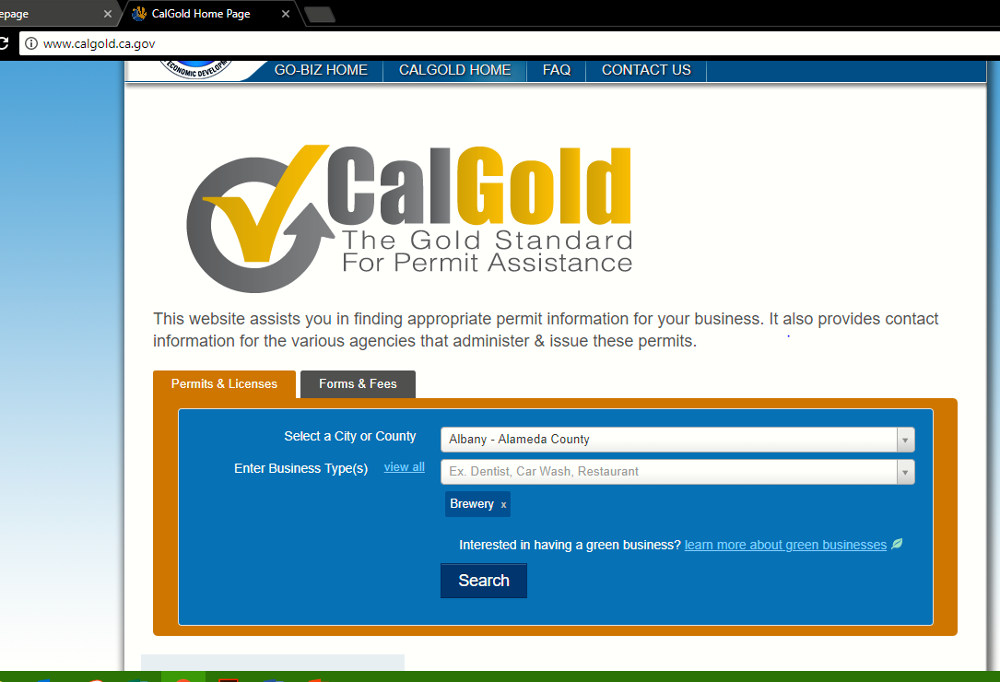 epage
CalGold Home Page
www.calgold.ca.gov
ECONOMIC DEVELOP
GO-BIZ HOME CALGOLD HOME FAQ CONTACT US
CalGold
The Gold Standard
For Permit Assistance
This website assists you in finding appropriate permit information for your business. It also provides contact
information for the various agencies that administer & issue these permits.
Permits & Licenses Forms & Fees
Select a City or County Albany - Alameda County
Enter Business Type(s) view all Ex. Dentist, Car Wash, Restaurant
Brewery x
Interested in having a green business? learn more about green businesses
Search